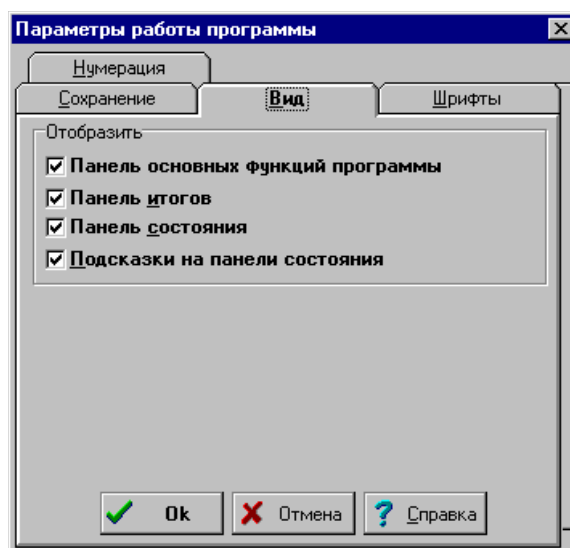 Параметры работы программы
Нумерация
Сохранение Вид Шрифты
Отобразить
Панель основных функций программы
Панель итогов
Панель состояния
Подсказки на панели состояния
Ok Отмена Справка